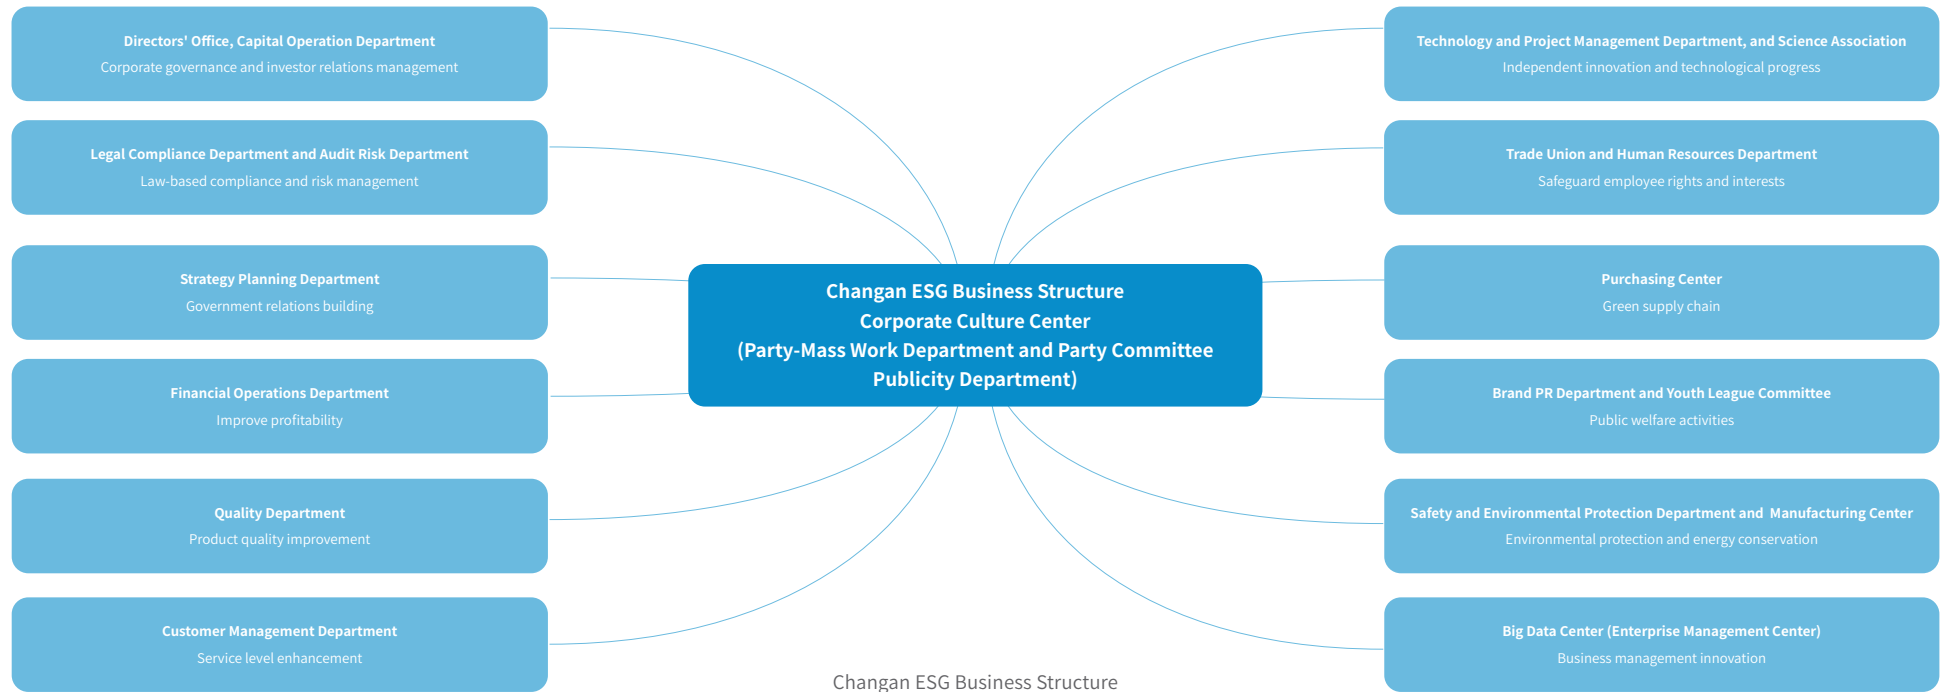 Directors' Office, Capital Operation Department
Corporate governance and investor relations management
Legal Compliance Department and Audit Risk Department
Law-based compliance and risk management
Strategy Planning Department
Government relations building
Financial Operations Department
Improve profitability
Quality Department
Product quality improvement
Customer Management Department
Service level enhancement
Changan ESG Business Structure
Corporate Culture Center
(Party-Mass Work Department and Party Committee
Publicity Department)
Technology and Project Management Department, and Science Association
Independent innovation and technological progress
Trade Union and Human Resources Department
Safeguard employee rights and interests
Purchasing Center
Green supply chain
Brand PR Department and Youth League Committee
Public welfare activities
Safety and Environmental Protection Department and  Manufacturing Center
Environmental protection and energy conservation
Big Data Center (Enterprise Management Center)
Business management innovation
Changan ESG Business Structure